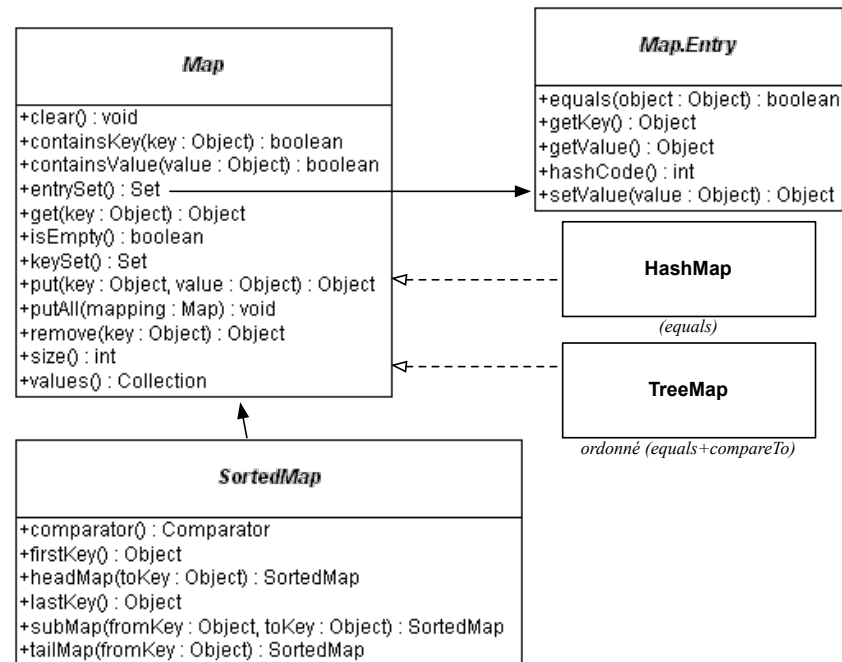 Map
+clear() : void
+containsKey(key : Object) : boolean
+containsValue(value : Object) : boolean
+entrySet() : Set
+get(key : Object) : Object
+isEmpty() : boolean
+keySet() : Set
+put(key : Object, value : Object) : Object
+putAll(mapping : Map) : void
+remove(key : Object) : Object
+size() : int
+values() : Collection
Map.Entry
+equals(object : Object) : boolean
+getKey() : Object
+getValue() : Object
+hashCode() : int
+setValue(value : Object) : Object
HashMap
(equals)
TreeMap
ordonné (equals+compareTo)
SortedMap
+comparator() : Comparator
+firstKey() : Object
+headMap(toKey : Object) : SortedMap
+lastKey() : Object
+subMap(fromKey : Object, toKey : Object) : SortedMap
+tailMap(fromKey : Object) : SortedMap